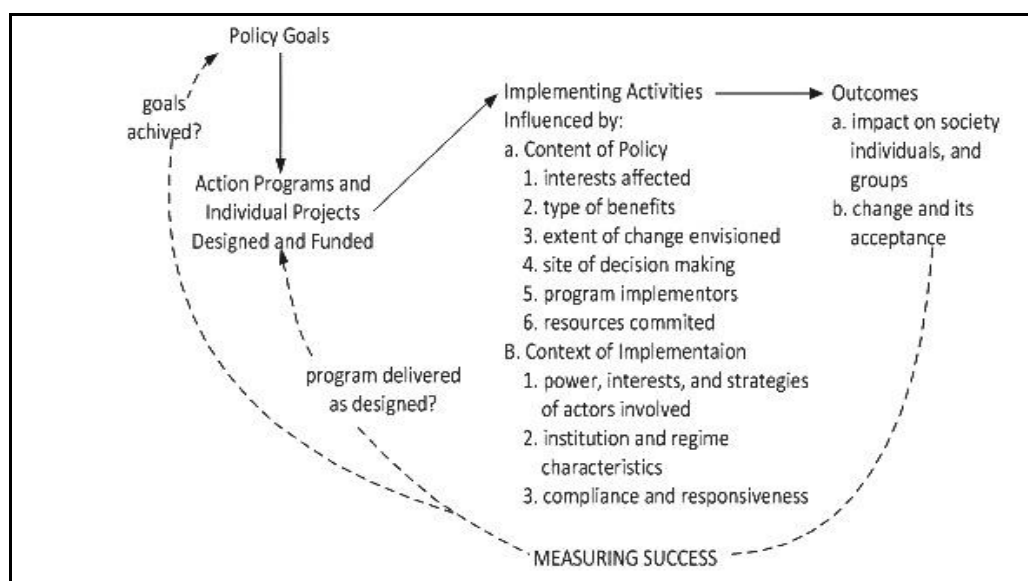 Policy Goals
goals
achived?
Action Programs and
Individual Projects
Designed and Funded
program delivered
as designed?
Implementing Activities
Influenced by:
a. Content of Policy
1. interests affected
2. type of benefits
3. extent of change envisioned
4. site of decision making
5. program implementors
6. resources commited
B. Context of Implementaion
1. power, interests, and strategies
of actors involved
2. institution and regime
characteristics
3. compliance and responsiveness
Outcomes
a. impact on society
individuals, and
groups
b. change and its
acceptance
MEASURING SUCCESS